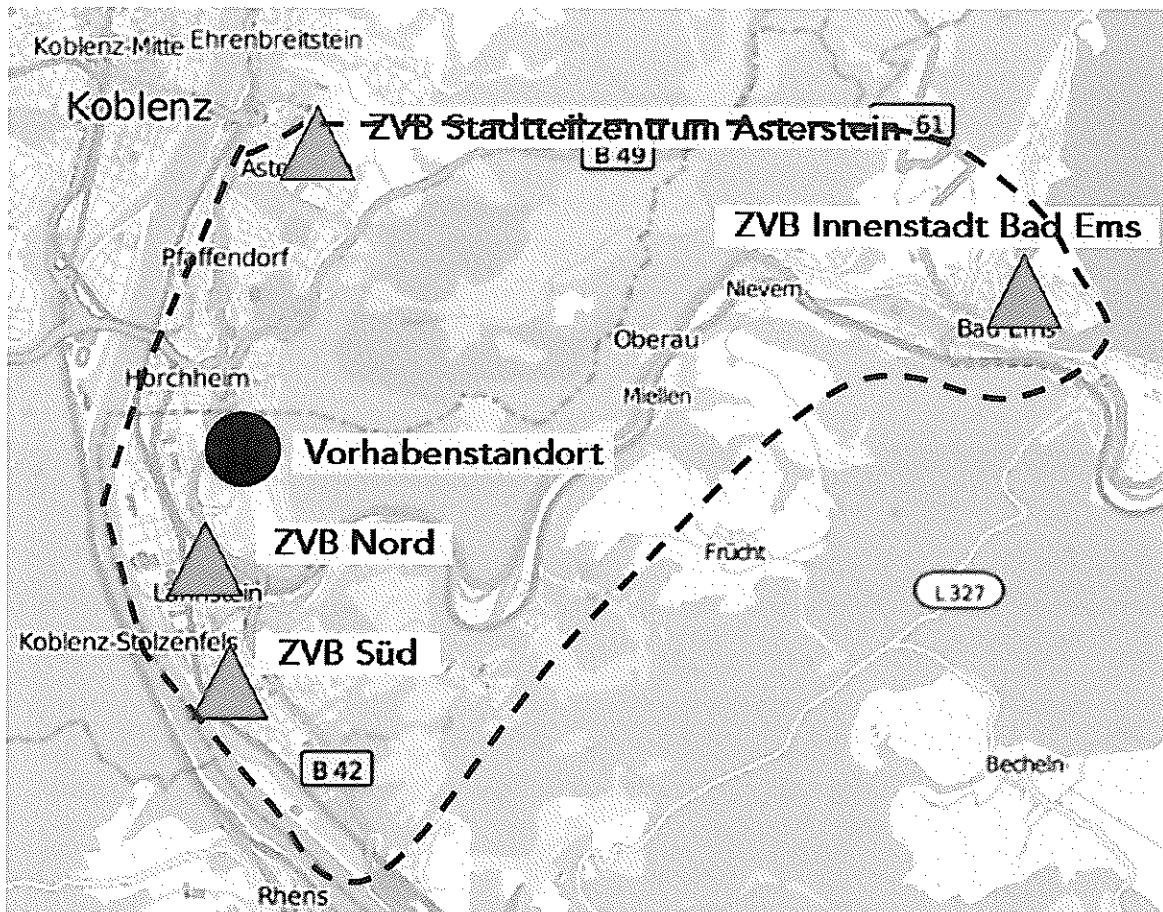 Koblenz-Mitte Ehrenbreitstein
Koblenz
ZVB Stadtteilzentrum Asterstein
61
B 49
Aste
ZVB Innenstadt Bad Ems
Pfaffendorf
Nievern
Bad Ems
Oberau
Horchheim
Miellen
Vorhabenstandort
ZVB Nord
Frücht
Lahnstein
L 327
Koblenz-Stolzenfels
ZVB Süd
B 42
Becheln
Rhens